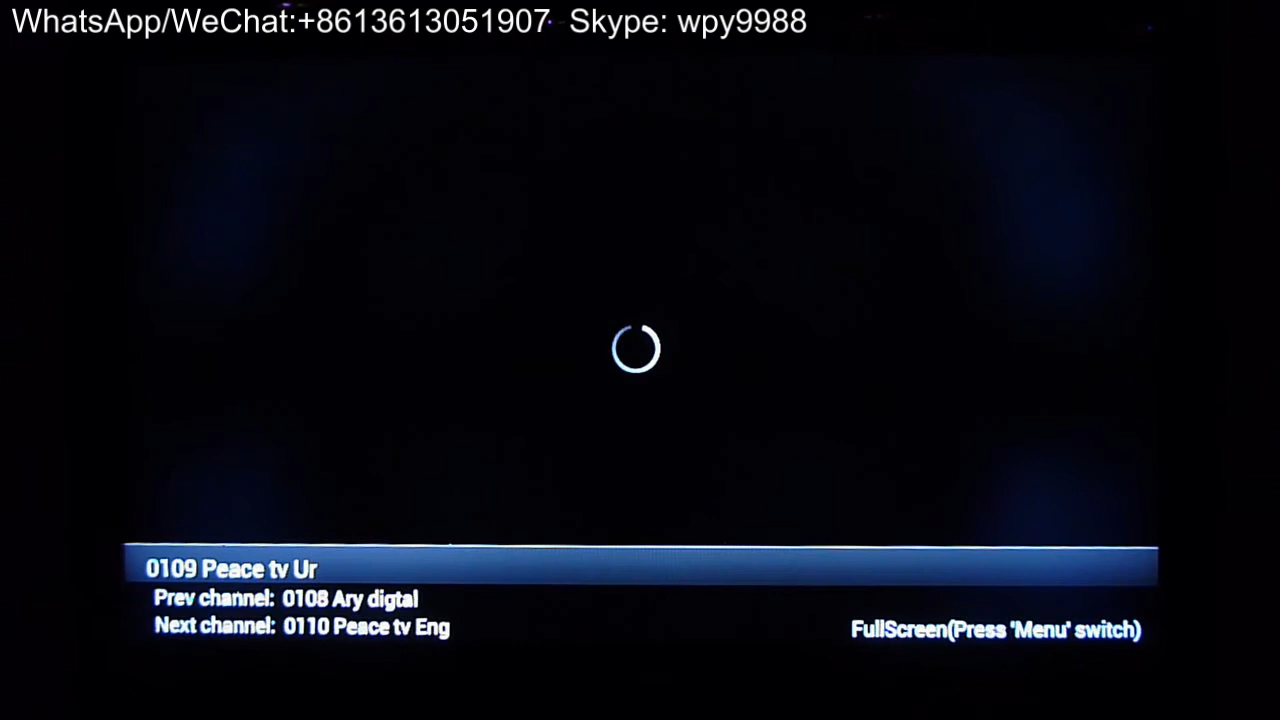 WhatsApp/WeChat:+8613613051907 Skype: wpy9988
0109 Peace tv Ur
Prev channel: 0108 Ary digtal
Next channel: 0110 Peace tv Eng
FullScreen(Press 'Menu' switch)